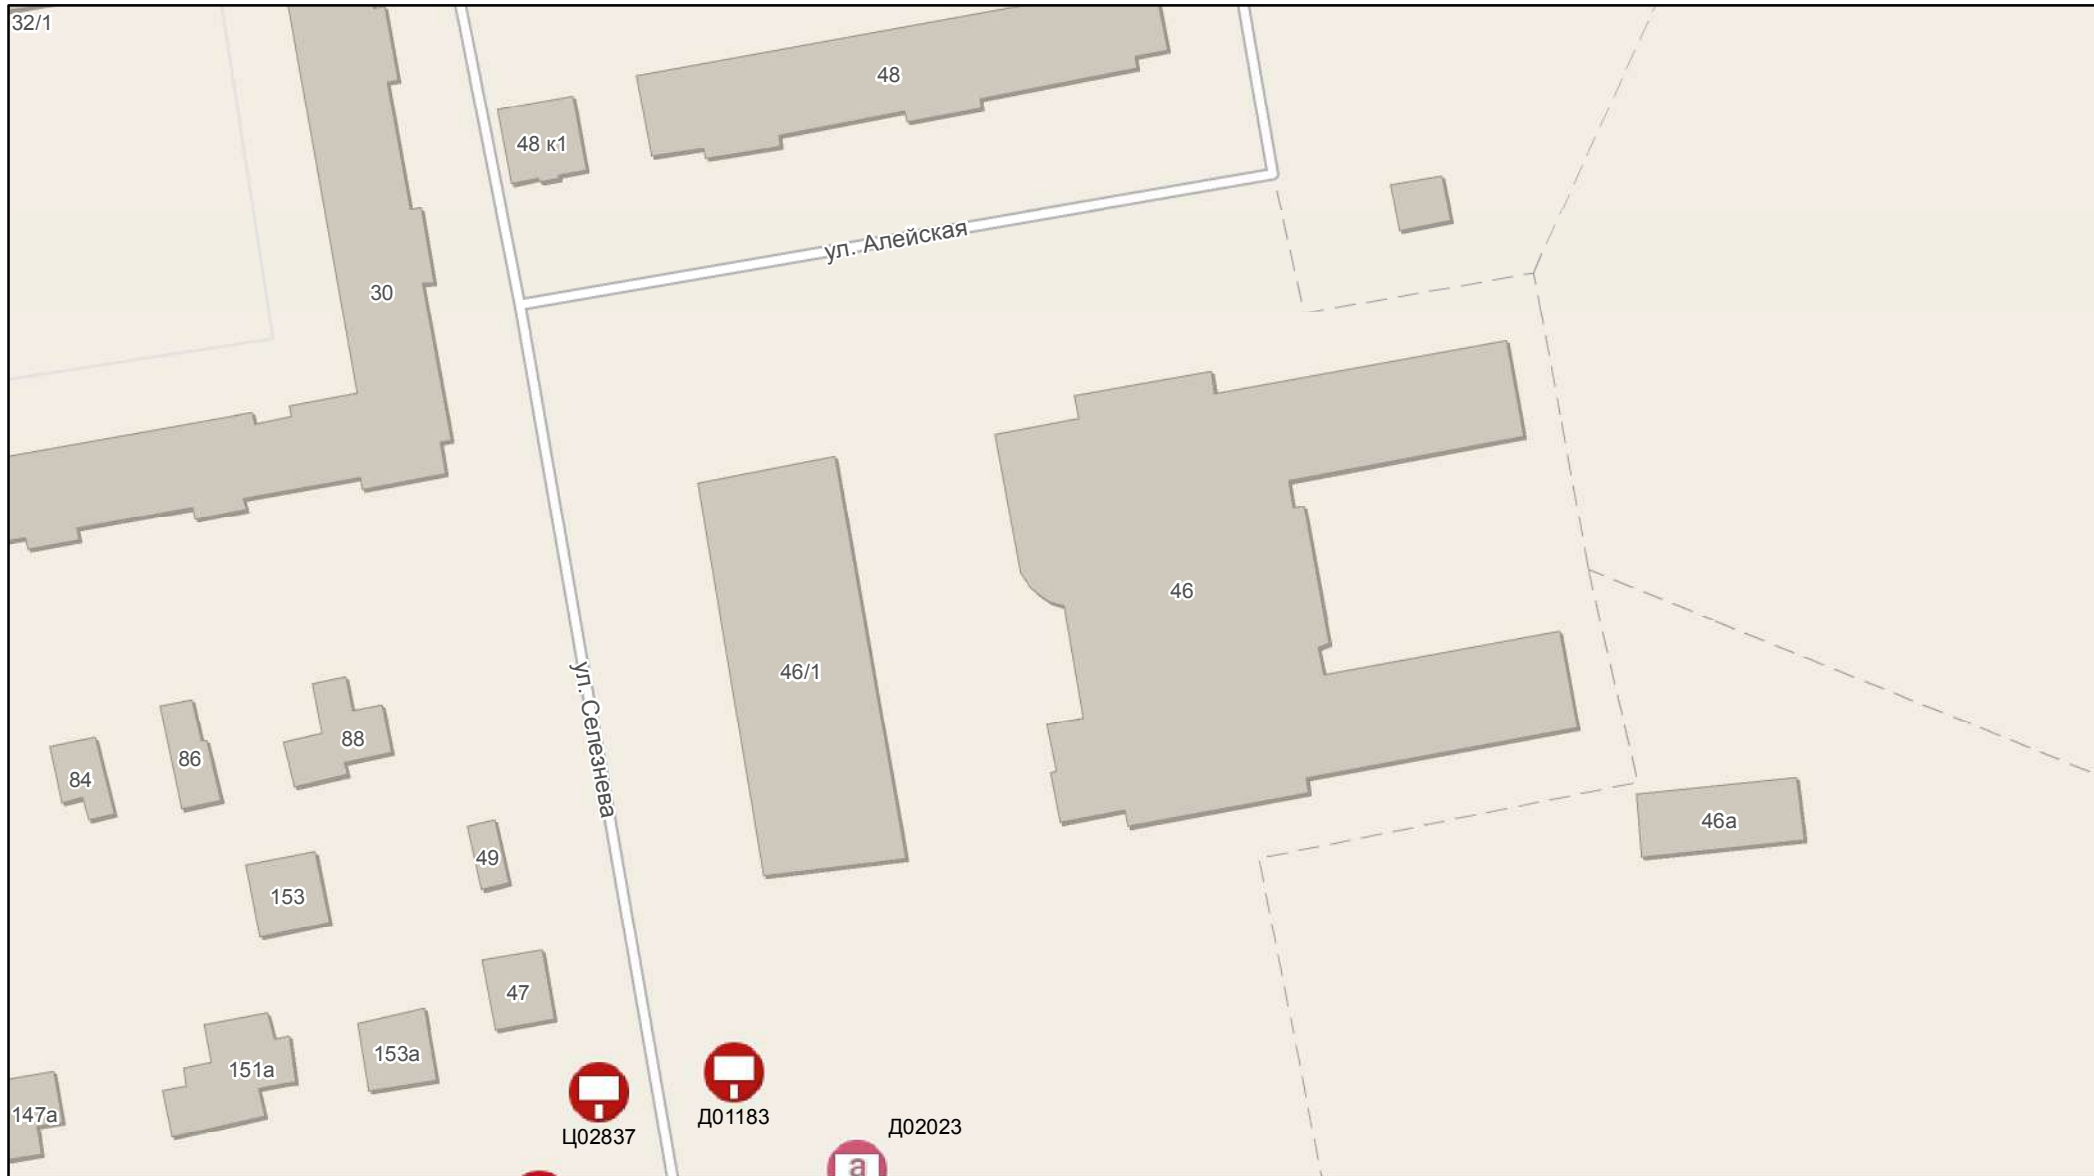 32/1
48
48 к1
ул. Алейская
30
46
46/1
ул. Селезнева
88
86
84
46а
49
153
47
153а
151а
147а
Ц02837
Д01183
Д02023
а